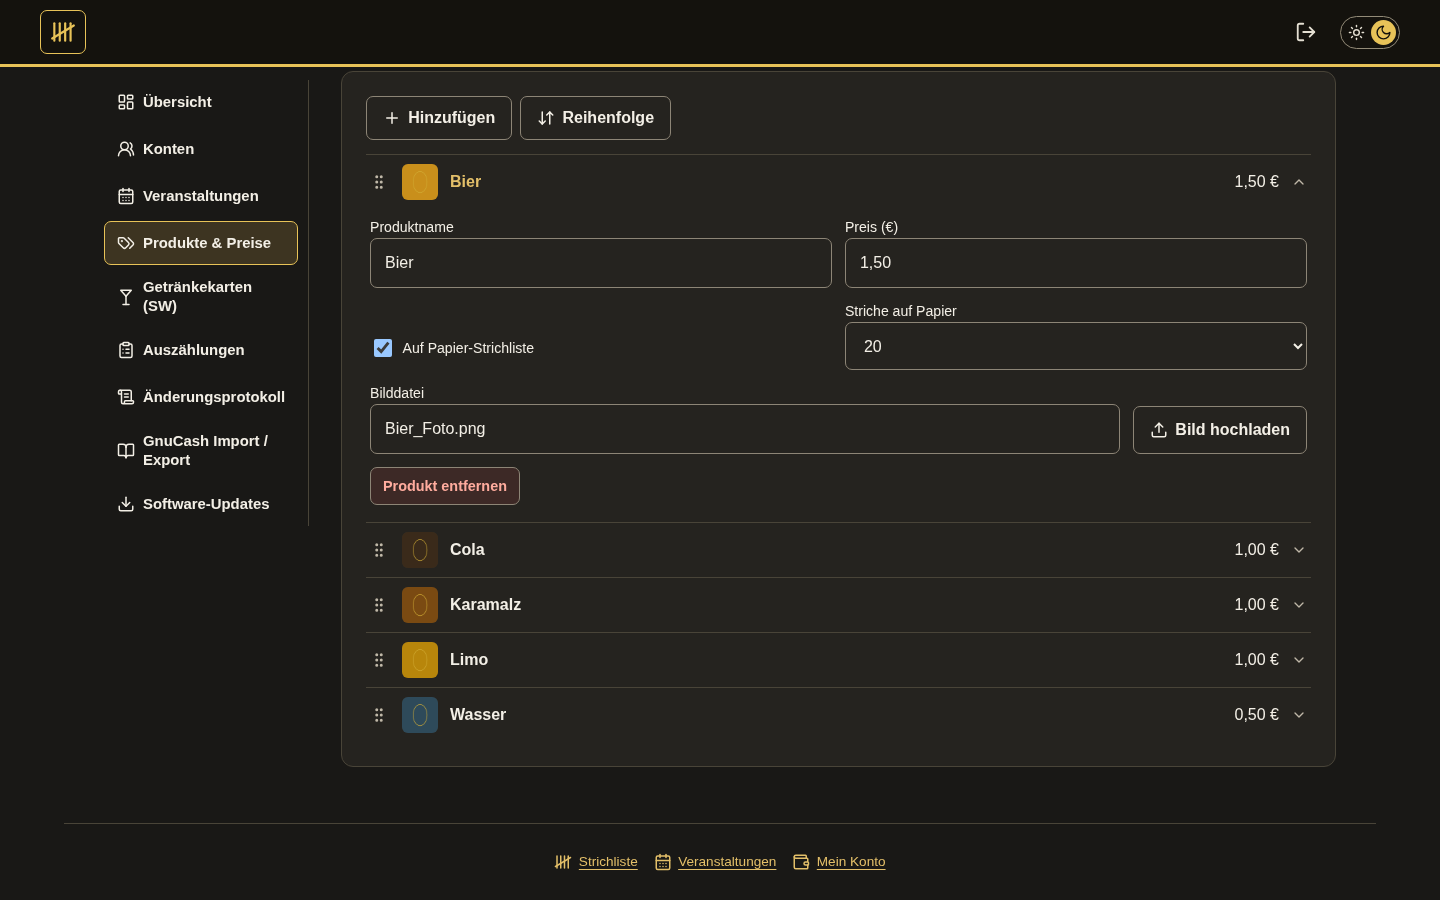 Übersicht
Konten
Veranstaltungen
Produkte & Preise
Getränkekarten
(SW)
Auszählungen
Änderungsprotokoll
GnuCash Import /
Export
Software-Updates
Hinzufügen
Reihenfolge
Bier
1,50 €
Produktname
Preis (€)
Bier
1,50
Auf Papier-Strichliste
Striche auf Papier
20
Bilddatei
Bier_Foto.png
Bild hochladen
Produkt entfernen
Cola
1,00 €
Karamalz
1,00 €
Limo
1,00 €
Wasser
0,50 €
Strichliste
Veranstaltungen
Mein Konto